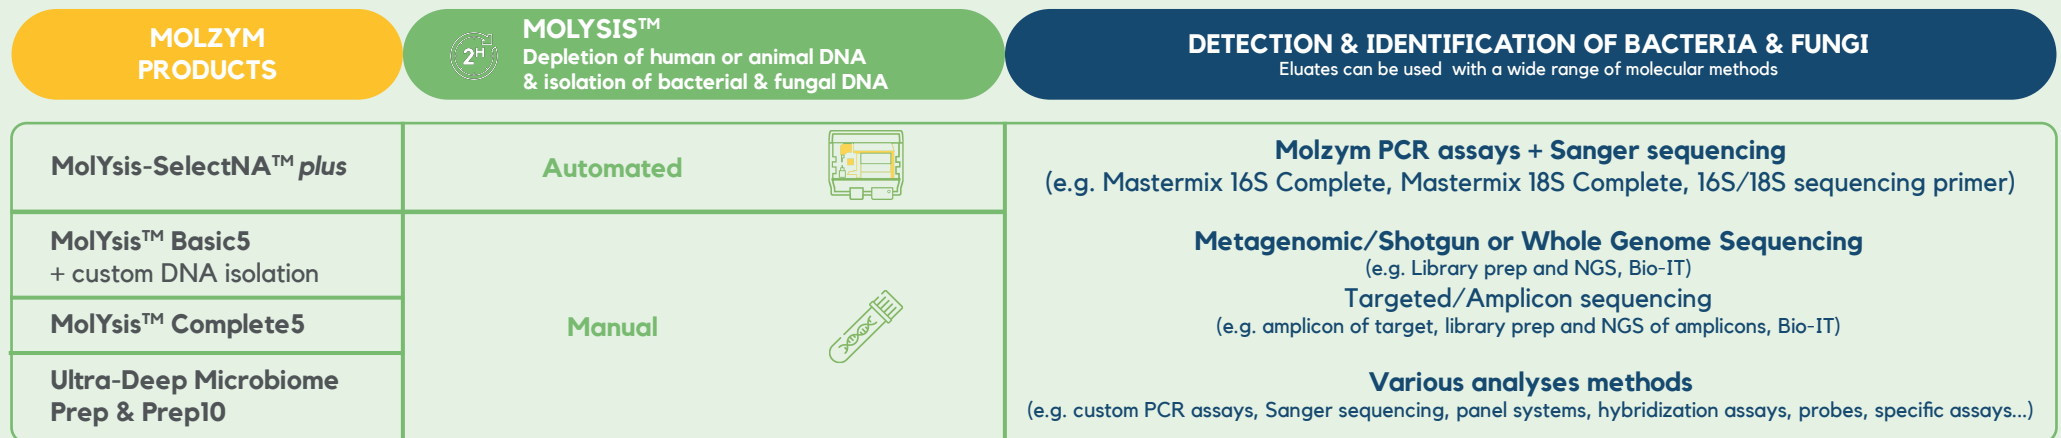 MOLZYM
PRODUCTS
2H
MOLYSIS™
Depletion of human or animal DNA
& isolation of bacterial & fungal DNA
DETECTION & IDENTIFICATION OF BACTERIA & FUNGI
Eluates can be used with a wide range of molecular methods
MolYsis-SelectNA™ plus
Automated
Molzym PCR assays + Sanger sequencing
(e.g. Mastermix 16S Complete, Mastermix 18S Complete, 16S/18S sequencing primer)
MolYsis™ Basic5
+ custom DNA isolation
MolYsis™ Complete5
Ultra-Deep Microbiome
Prep & Prep10
Manual
Metagenomic/Shotgun or Whole Genome Sequencing
(e.g. Library prep and NGS, Bio-IT)
Targeted/Amplicon sequencing
(e.g. amplicon of target, library prep and NGS of amplicons, Bio-IT)
Various analyses methods
(e.g. custom PCR assays, Sanger sequencing, panel systems, hybridization assays, probes, specific assays...)